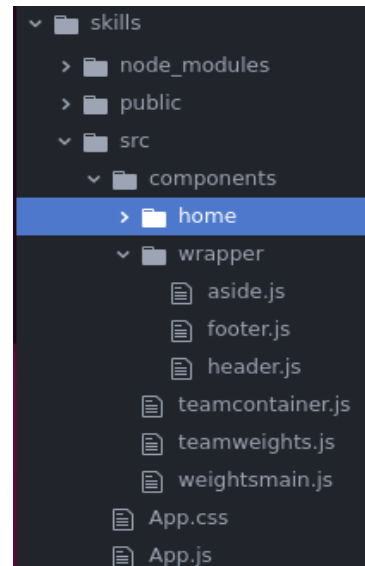 skills
node_modules
public
src
components
home
wrapper
aside.js
footer.js
header.js
teamcontainer.js
teamweights.js
weightsmain.js
App.css
App.js